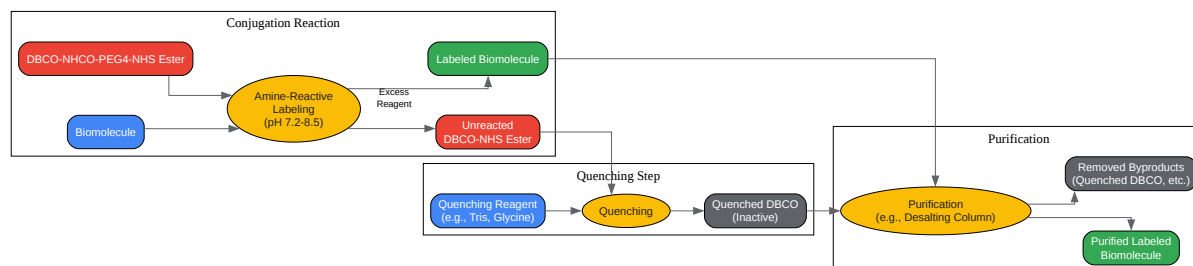 Conjugation Reaction
DBCO-NHCO-PEG4-NHS Ester
Labeled Biomolecule
Amine-Reactive
Labeling
(pH 7.2-8.5)
Excess
Reagent
Biomolecule
Unreacted
DBCO-NHS Ester
Quenching Step
Quenching Reagent
(e.g., Tris, Glycine)
Quenching
Quenched DBCO
(Inactive)
Purification
Removed Byproducts
(Quenched DBCO, etc.)
Purification
(e.g., Desalting Column)
Purified Labeled
Biomolecule